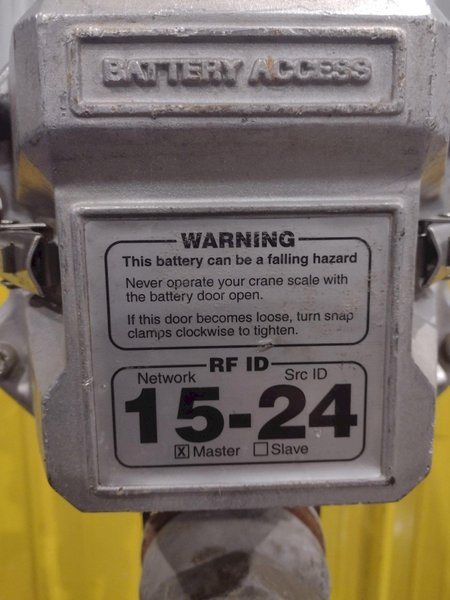 BATTERY ACCESS
WARNING
This battery can be a falling hazard
Never operate your crane scale with
the battery door open.
If this door becomes loose, turn snap
clamps clockwise to tighten.
RF ID
Network Src ID
15-24
X Master Slave